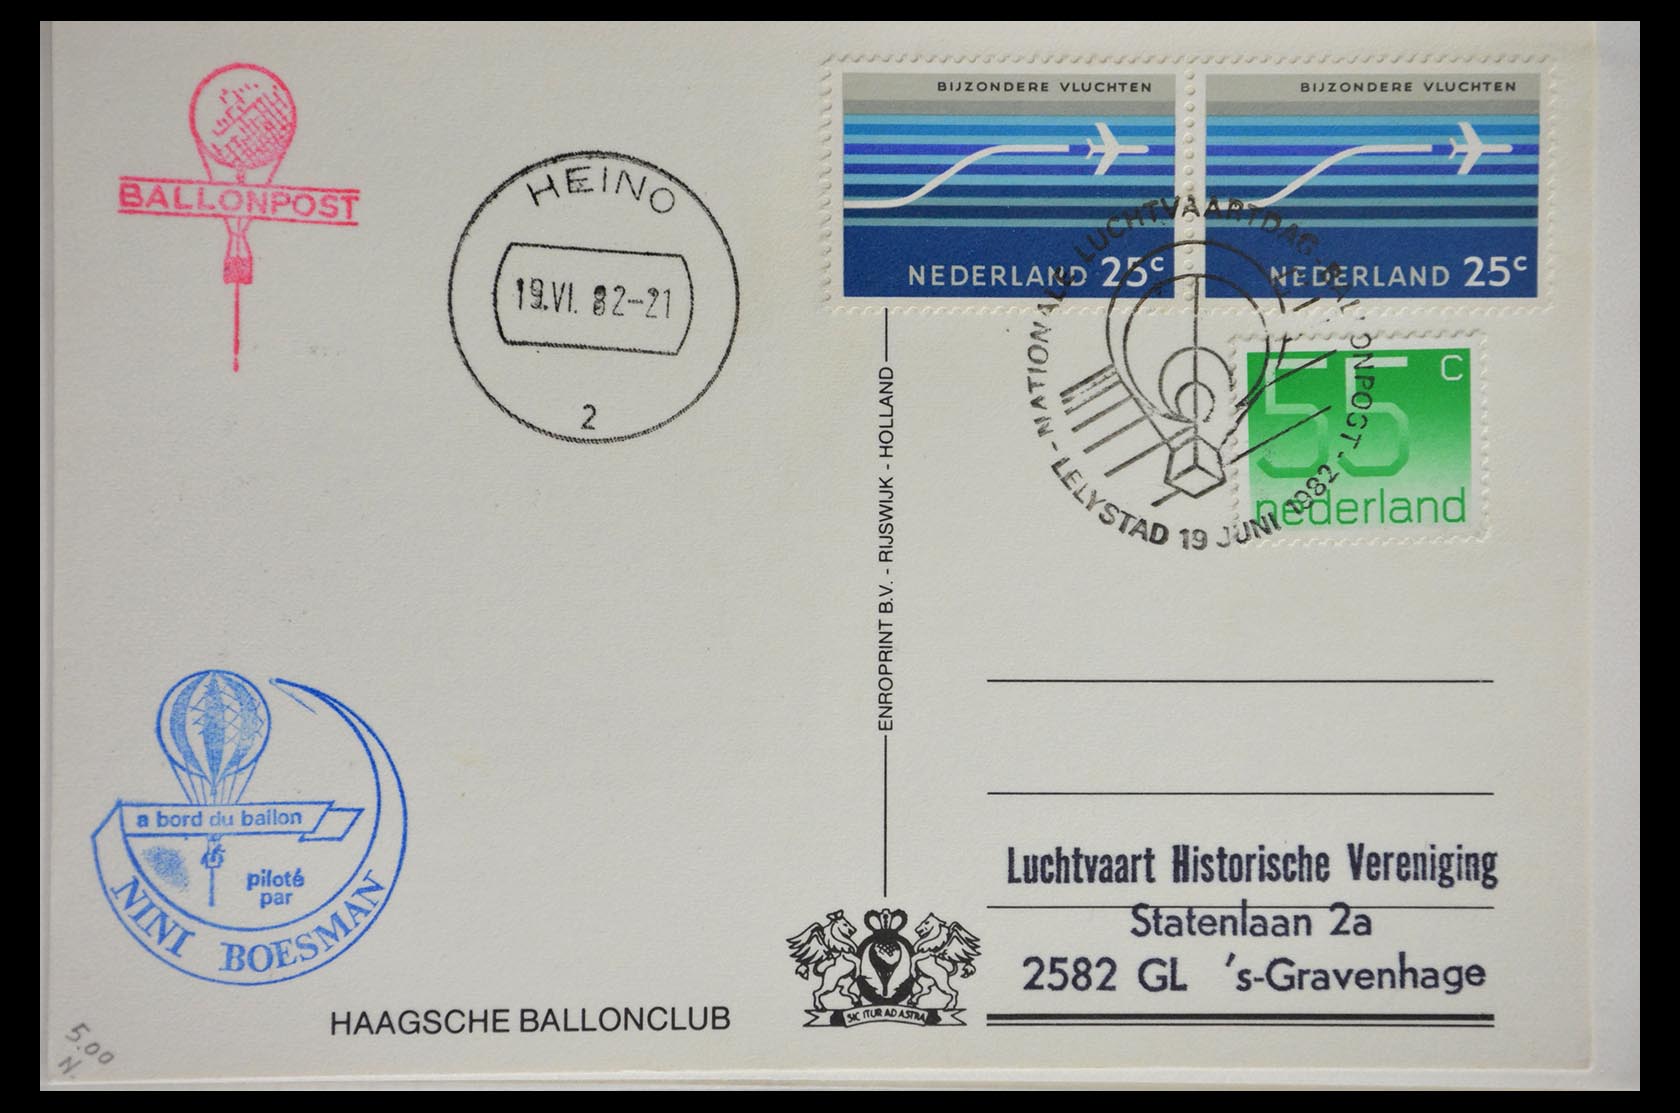 BALLONPOST
HEINO
19.VI. 82-21
2
BIJZONDERE VLUCHTEN
NEDERLAND 25c
BIJZONDERE VLUCHTEN
NEDERLAND 25c
55 c
nederland
- NATIONALE LUCHTVAARTDAG-BALLONPOST -
LELYSTAD 19 JUNI 1982
ENROPRINT B.V. - RIJSWIJK - HOLLAND
a bord du ballon
piloté
par
NINI BOESMAN
HAAGSCHE BALLONCLUB
SIC ITUR AD ASTRA
Luchtvaart Historische Vereniging
Statenlaan 2a
2582 GL 's-Gravenhage
5.00
N.